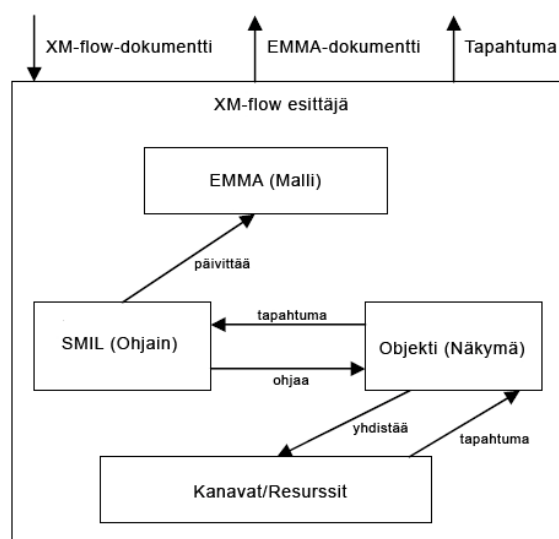 XM-flow-dokumentti
EMMA-dokumentti
Tapahtuma
XM-flow esittäjä
EMMA (Malli)
päivittää
tapahtuma
SMIL (Ohjain)
Objekti (Näkymä)
ohjaa
yhdistää
tapahtuma
Kanavat/Resurssit